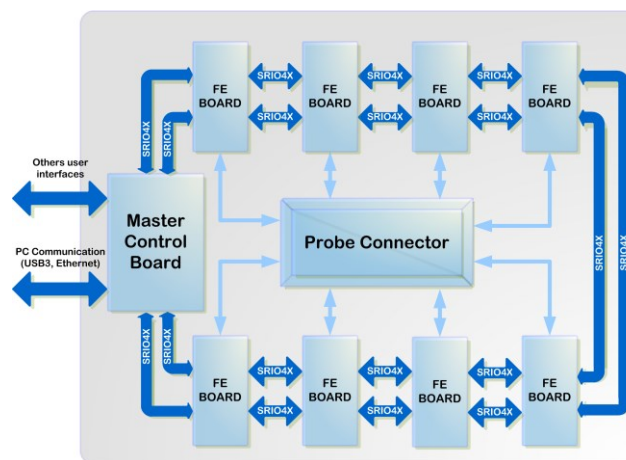 FE
BOARD
SRIO4X
FE
BOARD
SRIO4X
FE
BOARD
SRIO4X
FE
BOARD
SRIO4X
SRIO4X
SRIO4X
SRIO4X
SRIO4X
Others user
interfaces
Master
Control
Board
Probe Connector
PC Communication
(USB3, Ethernet)
SRIO4X
SRIO4X
SRIO4X
SRIO4X
FE
BOARD
SRIO4X
FE
BOARD
SRIO4X
FE
BOARD
SRIO4X
FE
BOARD
SRIO4X
SRIO4X
SRIO4X